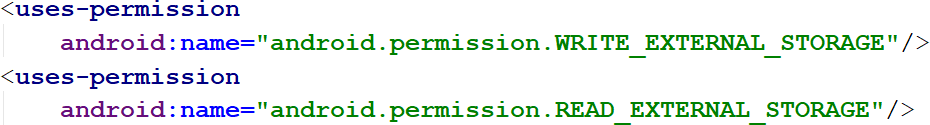 <uses-permission
android:name="android.permission.WRITE_EXTERNAL_STORAGE"/>
<uses-permission
android:name="android.permission.READ_EXTERNAL_STORAGE"/>